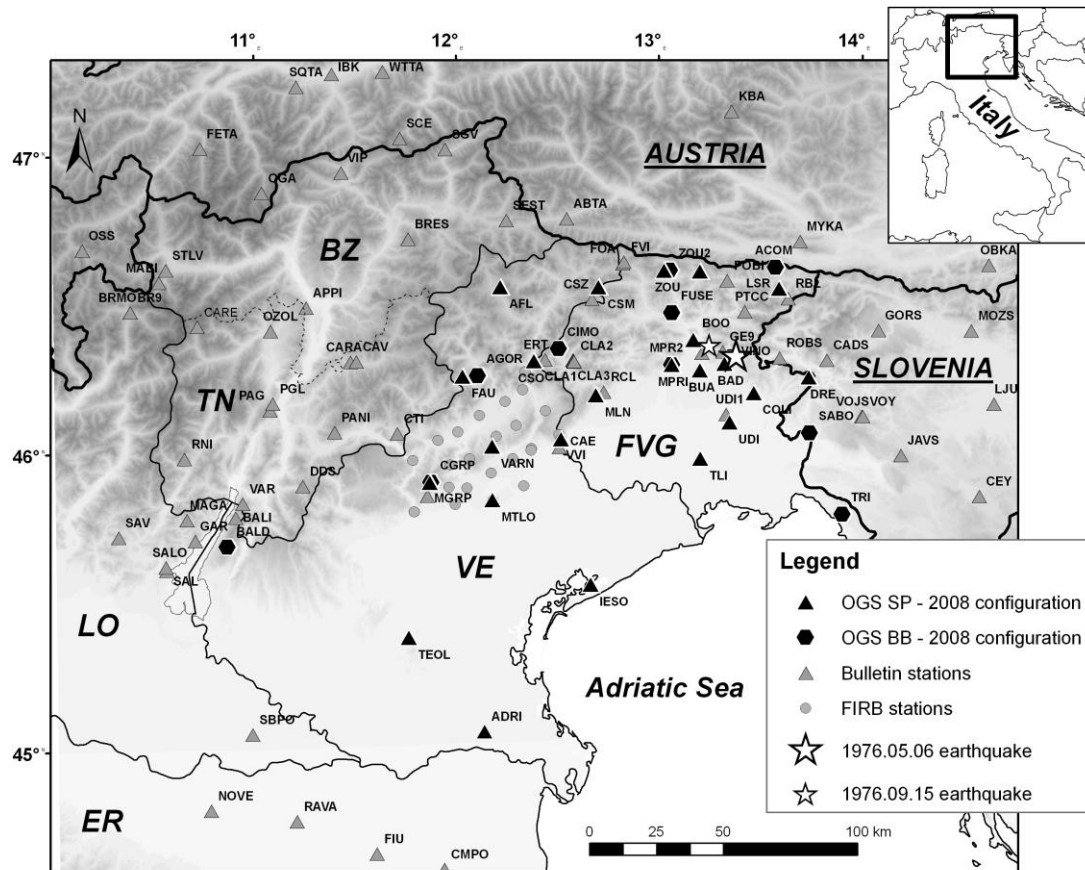 11°
12°
13°
14°
47°
46°
45°
N
Italy
AUSTRIA
SLOVENIA
BZ
TN
FVG
VE
LO
ER
Adriatic Sea
SQTA
IBK
WTTA
KBA
FETA
SCE
SGV
VIP
OGA
ABTA
SEST
BRES
MYKA
OSS
STLV
MABI
FOA
FVI
ZOU2
ACOM
FOBI
OBKA
BRMO
BR9
APPI
AFL
CSZ
CSM
ZOU
FUSE
LSR
RBL
PTCC
CARE
OZOL
CIMO
BOO
GE9
GORS
MOZS
CARA
CAV
ERT
CLA2
MPR2
VINO
ROBS
CADS
AGOR
CSO
CLA1
CLA3
RCL
MPRI
BUA
BAD
DRE
PGL
PAG
FAU
MLN
UDI1
COLI
VOJS
VOY
LJU
PANI
CTI
SABO
UDI
RNI
CAE
VVI
VARN
TLI
JAVS
DDS
CGRP
MGRP
CEY
VAR
MAGA
BALI
MTLO
TRI
SAV
GAR
BALD
SALO
SAL
IESO
TEOL
SBPO
ADRI
NOVE
RAVA
FIU
CMPO
Legend
OGS SP - 2008 configuration
OGS BB - 2008 configuration
Bulletin stations
FIRB stations
1976.05.06 earthquake
1976.09.15 earthquake
0 25 50 100 km